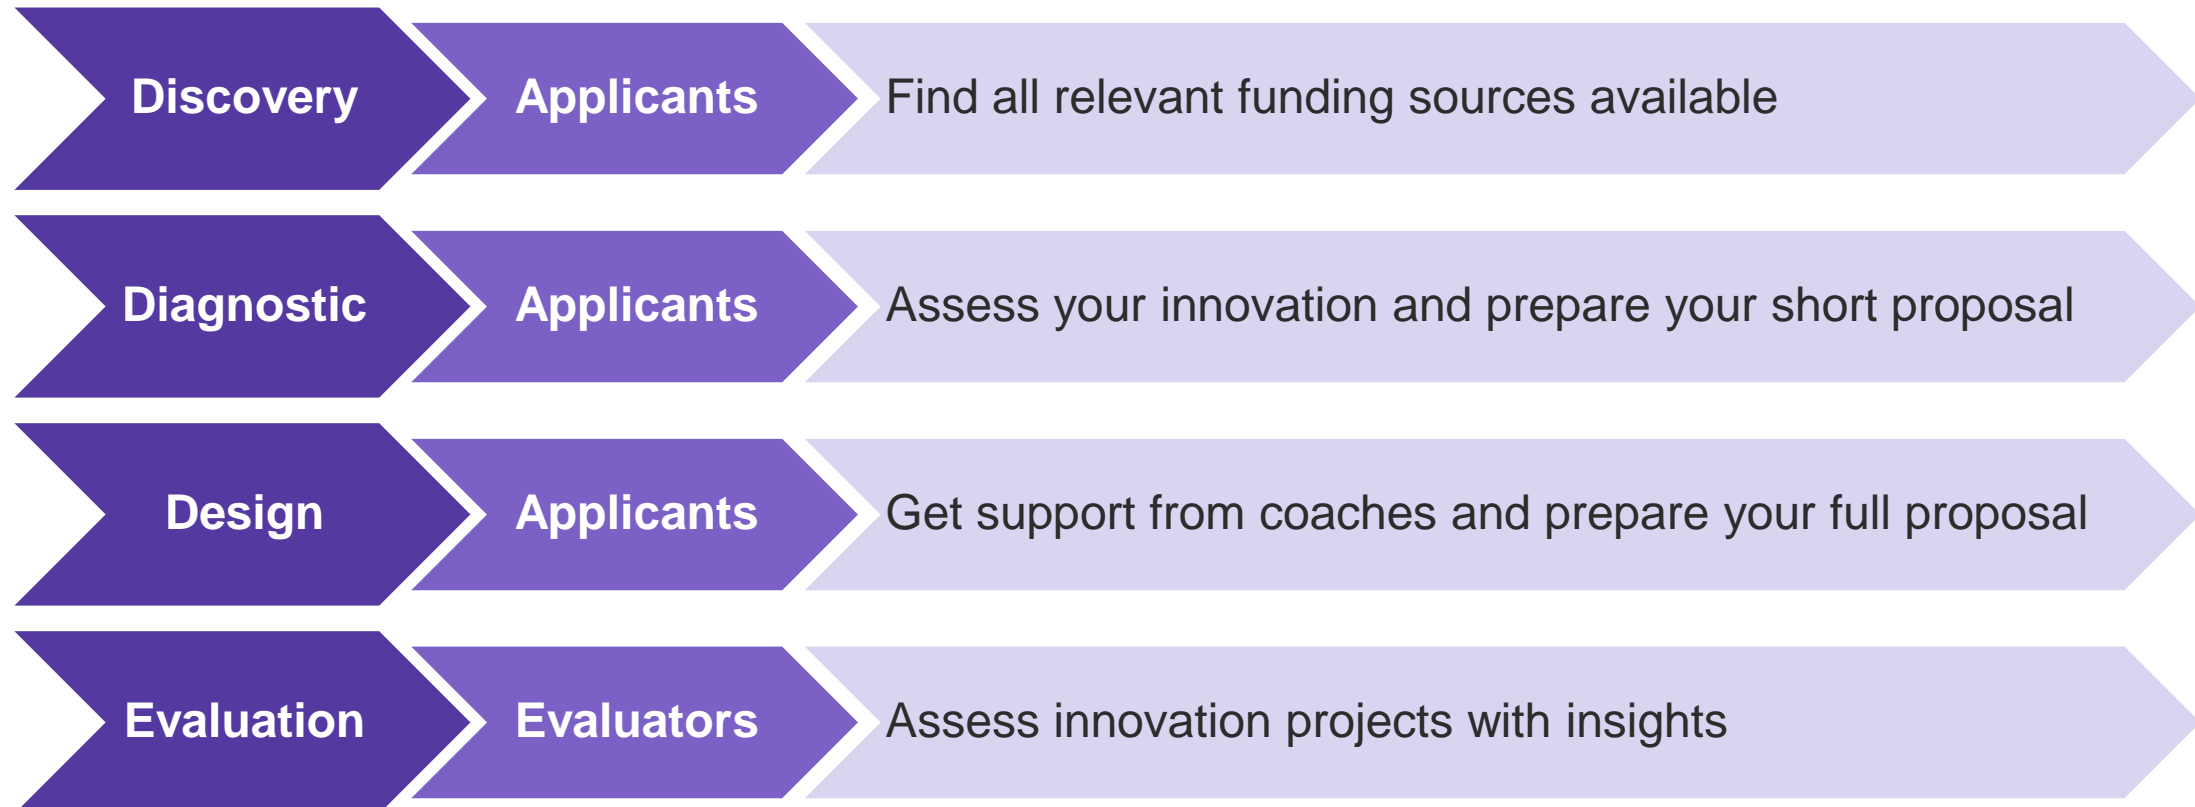 Discovery Applicants Find all relevant funding sources available
Diagnostic Applicants Assess your innovation and prepare your short proposal
Design Applicants Get support from coaches and prepare your full proposal
Evaluation Evaluators Assess innovation projects with insights